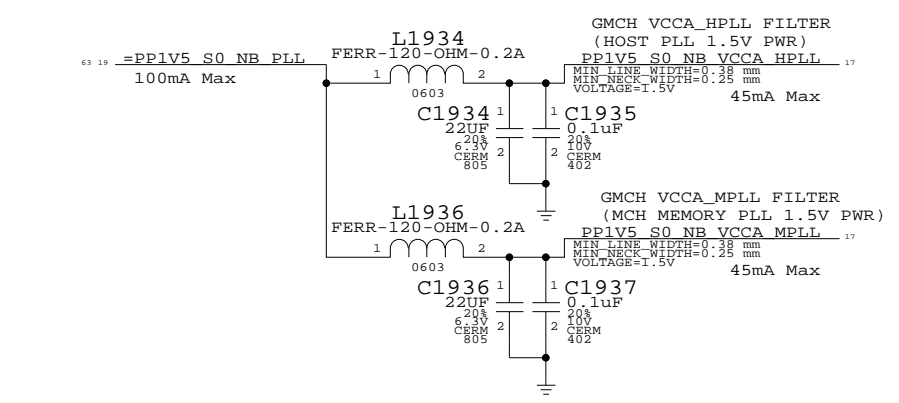 GMCH VCCA_HPLL FILTER
(HOST PLL 1.5V PWR)
L1934
FERR-120-OHM-0.2A
63 19 =PP1V5_S0_NB_PLL
100mA Max
1 2
0603
PP1V5_S0_NB_VCCA_HPLL 17
MIN_LINE_WIDTH=0.38 mm
MIN_NECK_WIDTH=0.25 mm
VOLTAGE=1.5V
45mA Max
C1934
22UF
20%
6.3V
CERM
805
1
2
C1935
0.1uF
20%
10V
CERM
402
1
2
GMCH VCCA_MPLL FILTER
(MCH MEMORY PLL 1.5V PWR)
L1936
FERR-120-OHM-0.2A
1 2
0603
PP1V5_S0_NB_VCCA_MPLL 17
MIN_LINE_WIDTH=0.38 mm
MIN_NECK_WIDTH=0.25 mm
VOLTAGE=1.5V
45mA Max
C1936
22UF
20%
6.3V
CERM
805
1
2
C1937
0.1uF
20%
10V
CERM
402
1
2